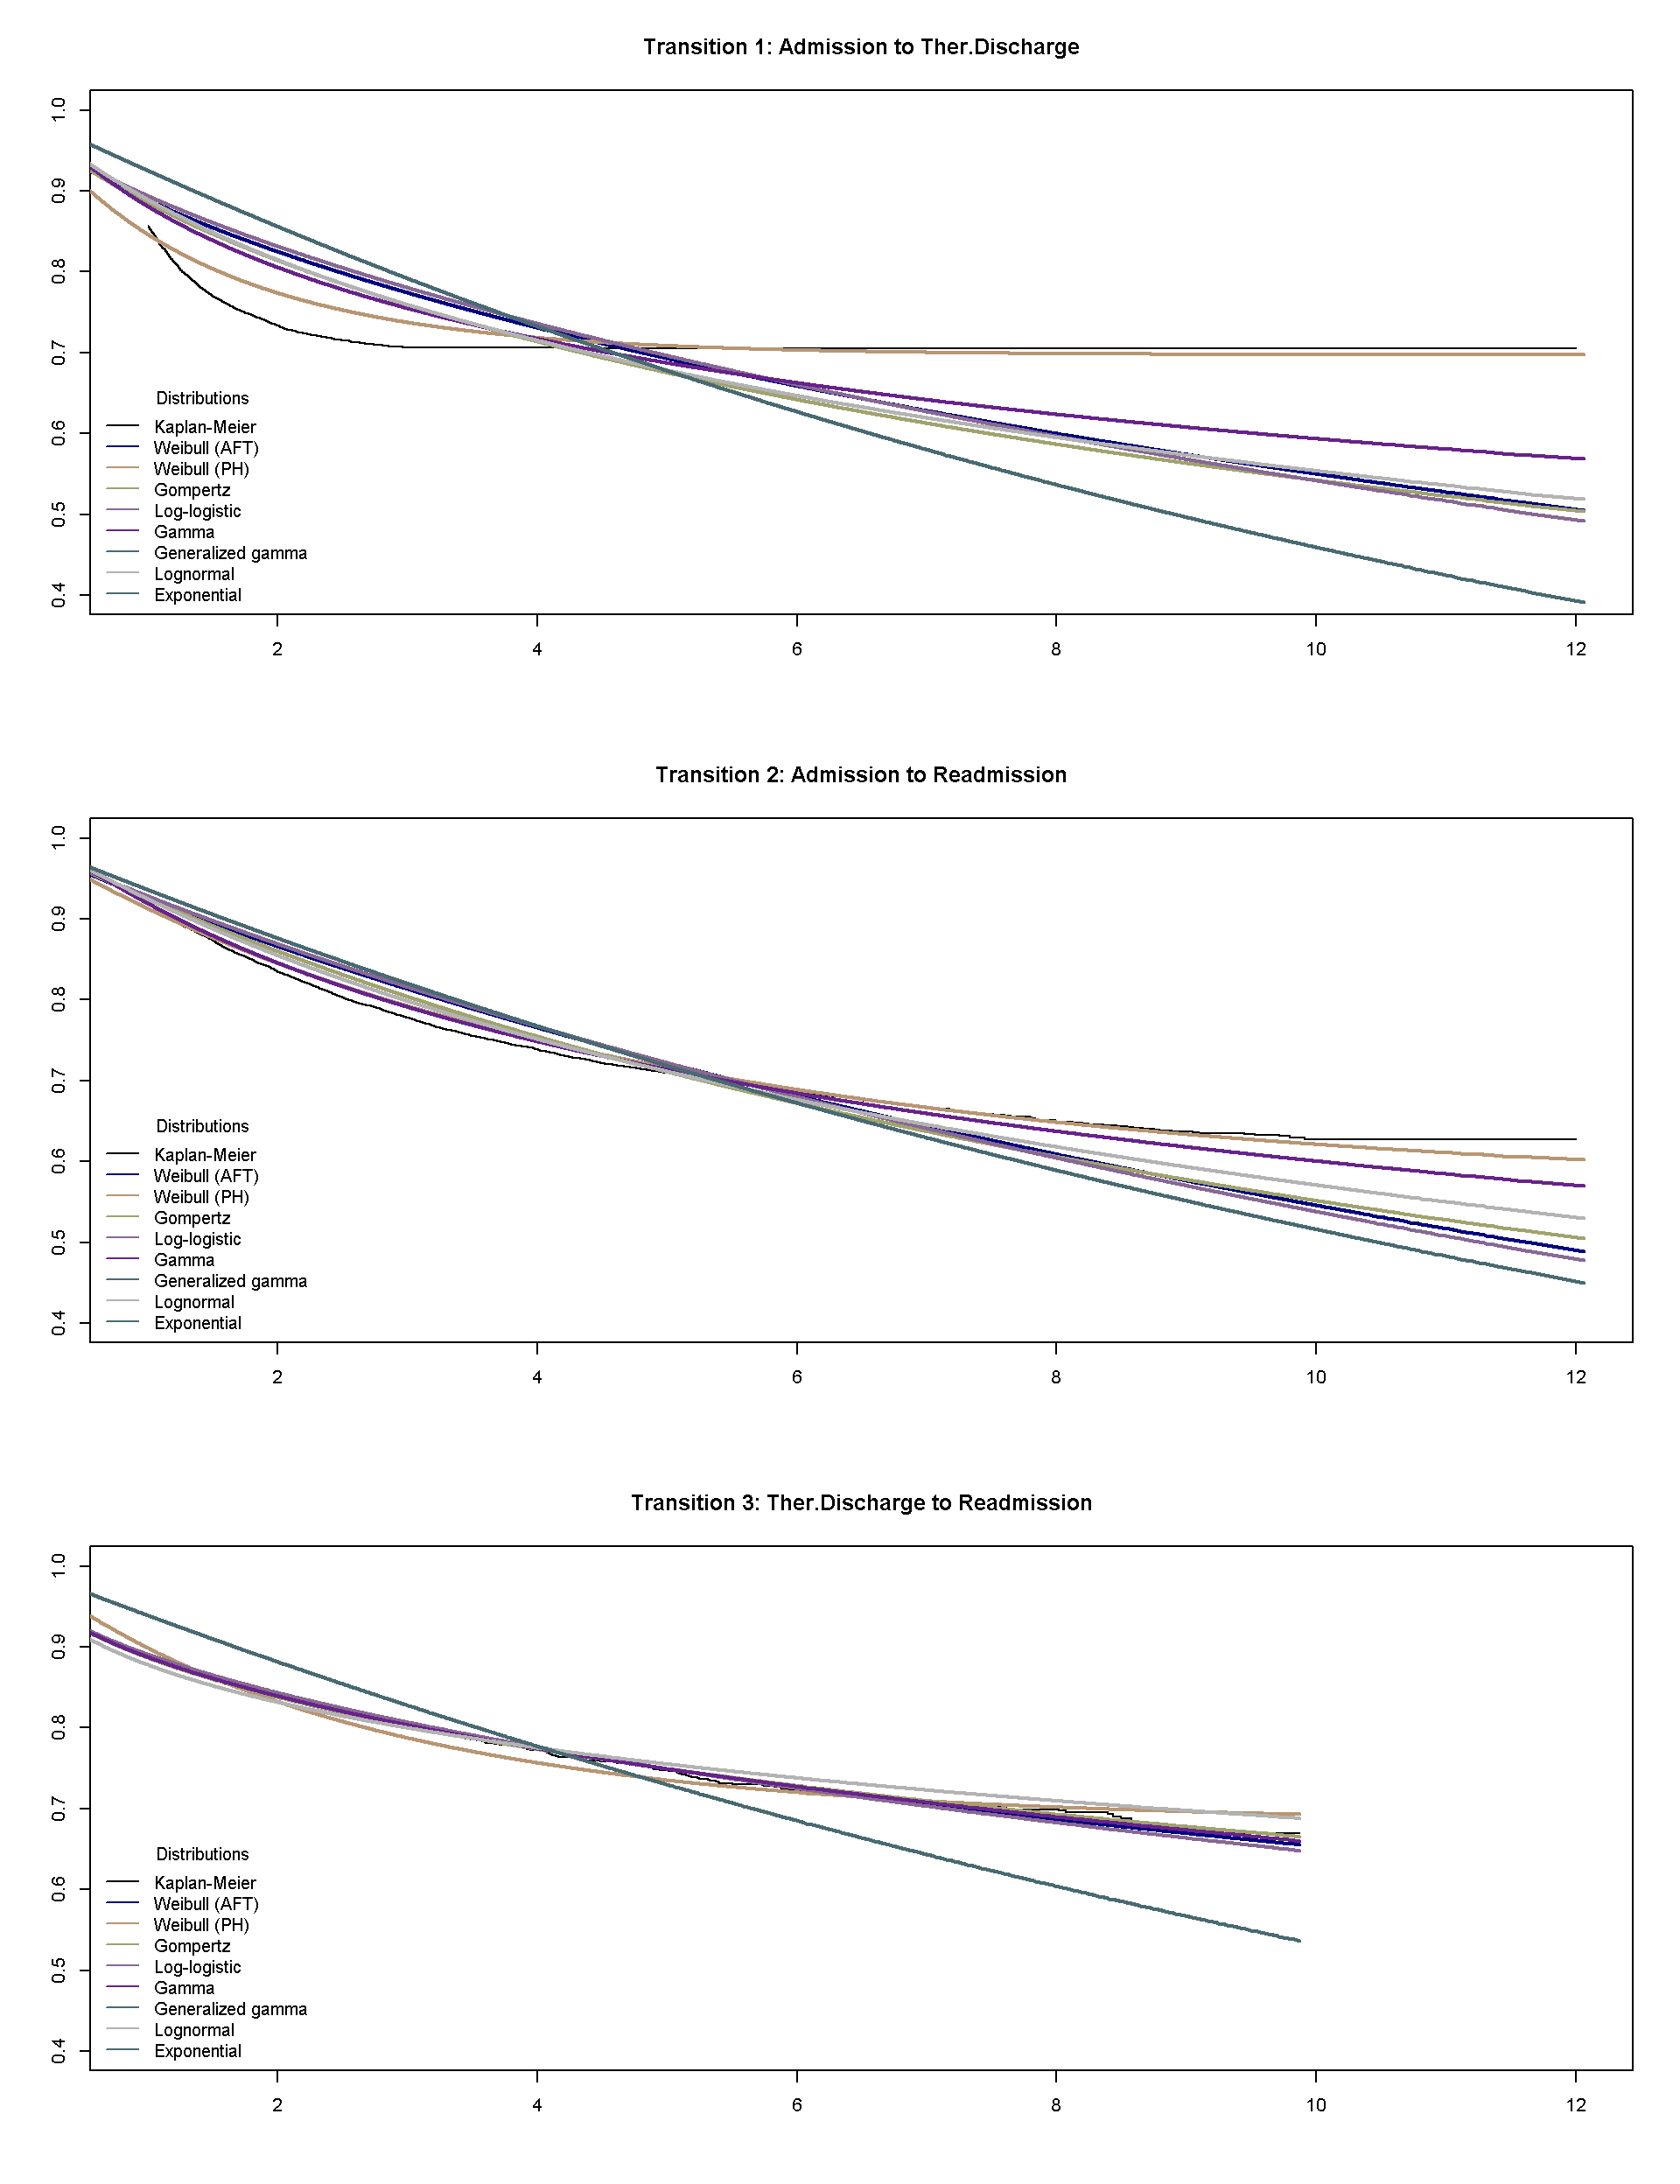 Transition 1: Admission to Ther.Discharge
1.0
0.9
0.8
0.7
0.6
0.5
0.4
Distributions
Kaplan-Meier
Weibull (AFT)
Weibull (PH)
Gompertz
Log-logistic
Gamma
Generalized gamma
Lognormal
Exponential
2 4 6 8 10 12
Transition 2: Admission to Readmission
1.0
0.9
0.8
0.7
0.6
0.5
0.4
Distributions
Kaplan-Meier
Weibull (AFT)
Weibull (PH)
Gompertz
Log-logistic
Gamma
Generalized gamma
Lognormal
Exponential
2 4 6 8 10 12
Transition 3: Ther.Discharge to Readmission
1.0
0.9
0.8
0.7
0.6
0.5
0.4
Distributions
Kaplan-Meier
Weibull (AFT)
Weibull (PH)
Gompertz
Log-logistic
Gamma
Generalized gamma
Lognormal
Exponential
2 4 6 8 10 12